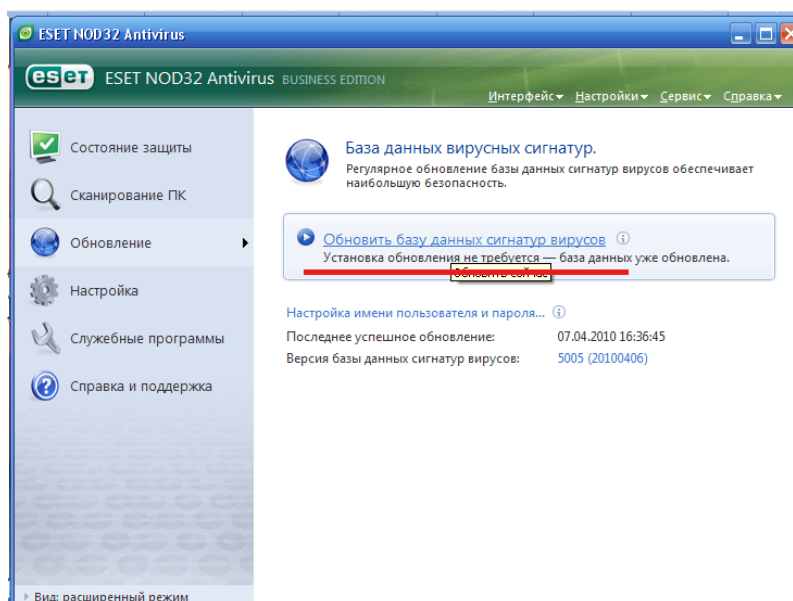 ESET NOD32 Antivirus
eset ESET NOD32 Antivirus BUSINESS EDITION
Интерфейс Настройки Сервис Справка
Состояние защиты
Сканирование ПК
Обновление
Настройка
Служебные программы
Справка и поддержка
Вид: расширенный режим
База данных вирусных сигнатур.
Регулярное обновление базы данных сигнатур вирусов обеспечивает
наибольшую безопасность.
Обновить базу данных сигнатур вирусов
Установка обновления не требуется — база данных уже обновлена.
Обновить сейчас
Настройка имени пользователя и пароля...
Последнее успешное обновление: 07.04.2010 16:36:45
Версия базы данных сигнатур вирусов: 5005 (20100406)